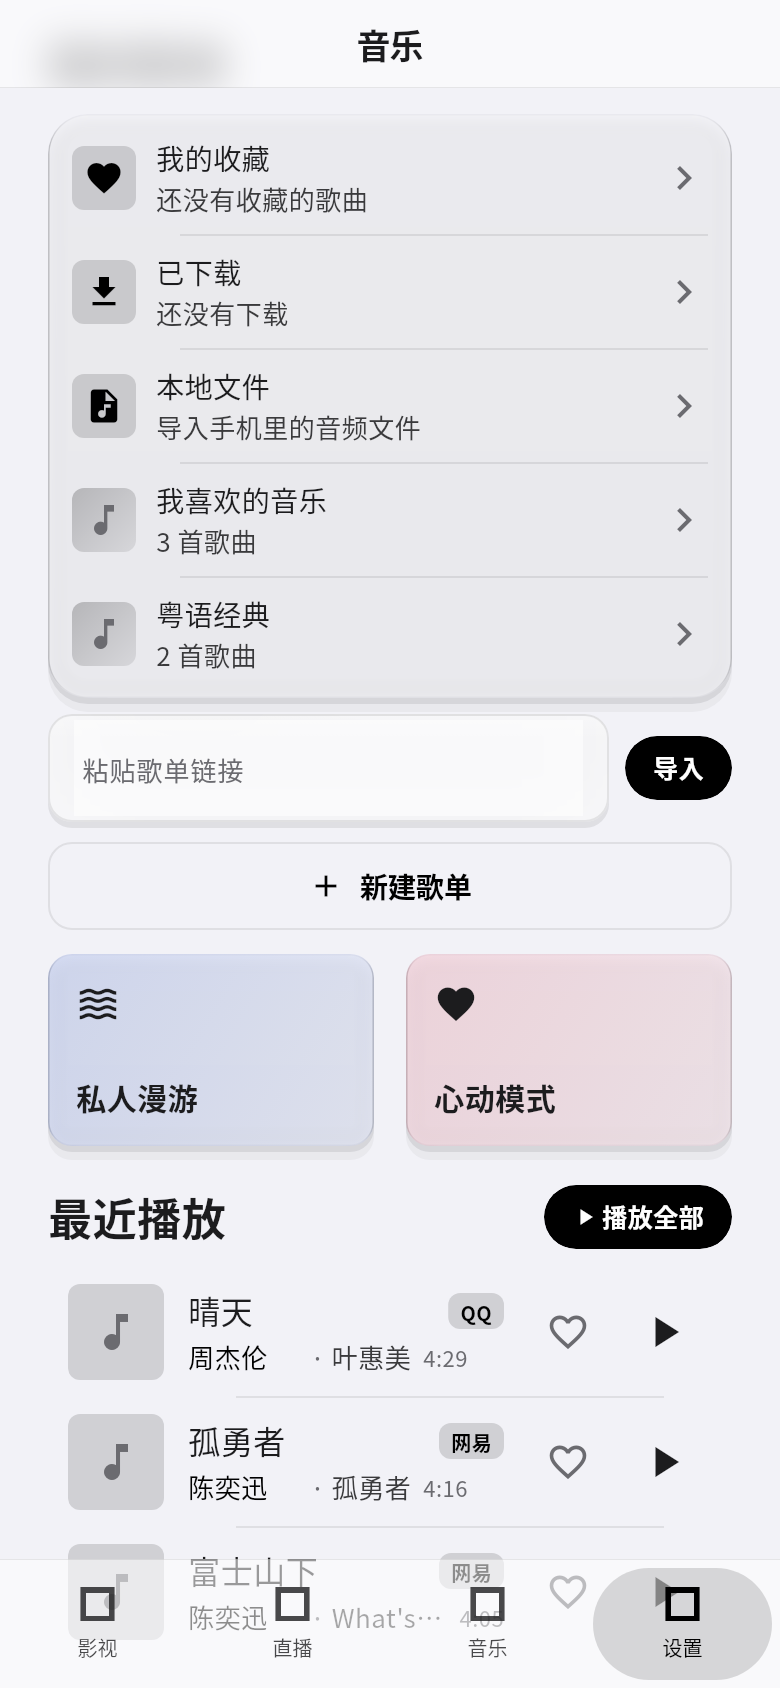 音乐
我的收藏
还没有收藏的歌曲
已下载
还没有下载
本地文件
导入手机里的音频文件
我喜欢的音乐
3 首歌曲
粤语经典
2 首歌曲
粘贴歌单链接
导入
新建歌单
私人漫游
心动模式
最近播放
播放全部
晴天
QQ
周杰伦 · 叶惠美 4:29
孤勇者
网易
陈奕迅 · 孤勇者 4:16
富士山下
网易
陈奕迅 · What's··· 4:05
影视
直播
音乐
设置